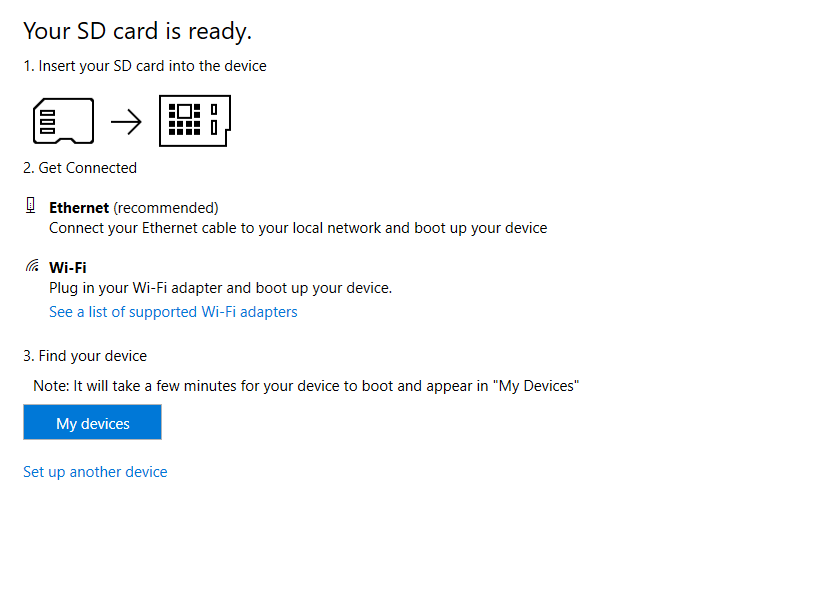 Your SD card is ready.
1. Insert your SD card into the device
2. Get Connected
Ethernet (recommended)
Connect your Ethernet cable to your local network and boot up your device
Wi-Fi
Plug in your Wi-Fi adapter and boot up your device.
See a list of supported Wi-Fi adapters
3. Find your device
Note: It will take a few minutes for your device to boot and appear in "My Devices"
My devices
Set up another device